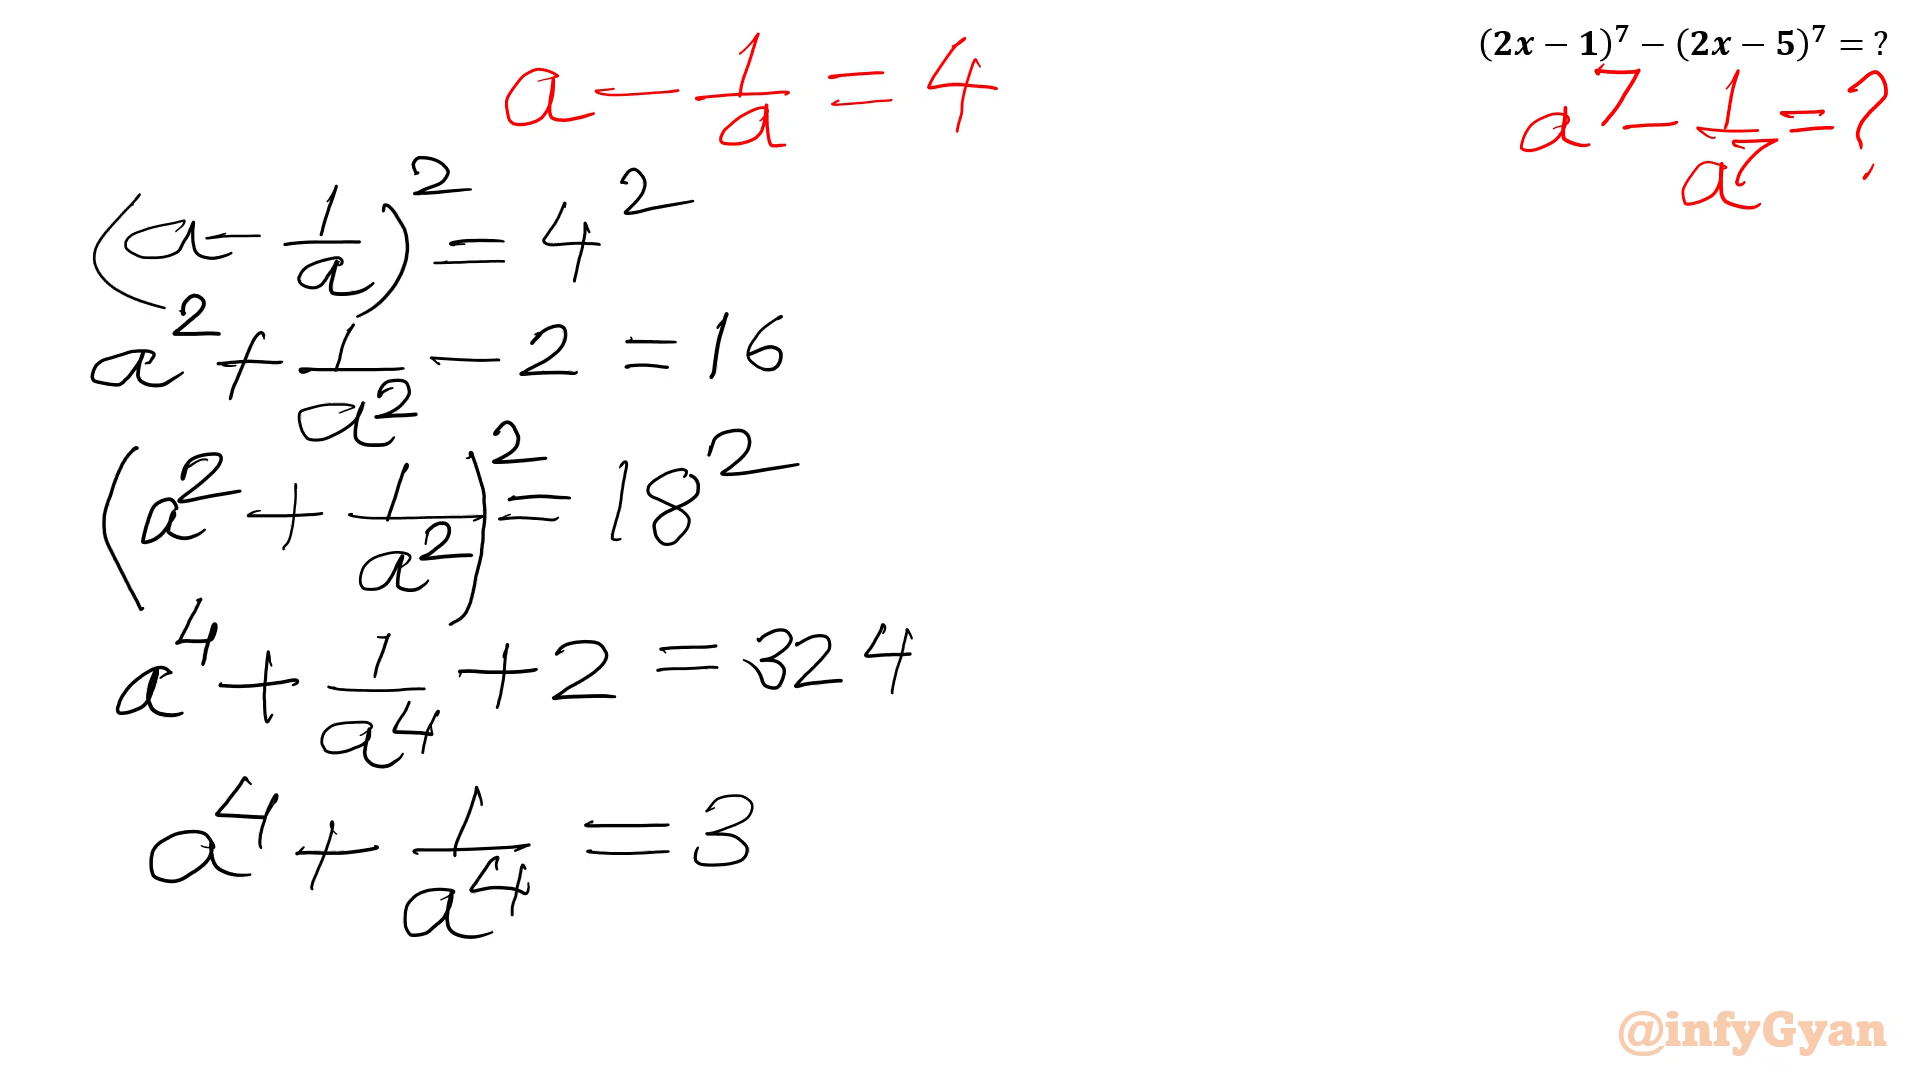 (2x − 1)⁷ − (2x − 5)⁷ = ?
a − 1/a = 4
a⁷ − 1/a⁷ = ?
(a − 1/a)² = 4²
a² + 1/a² − 2 = 16
(a² + 1/a²)² = 18²
a⁴ + 1/a⁴ + 2 = 324
a⁴ + 1/a⁴ = 3
@infyGyan